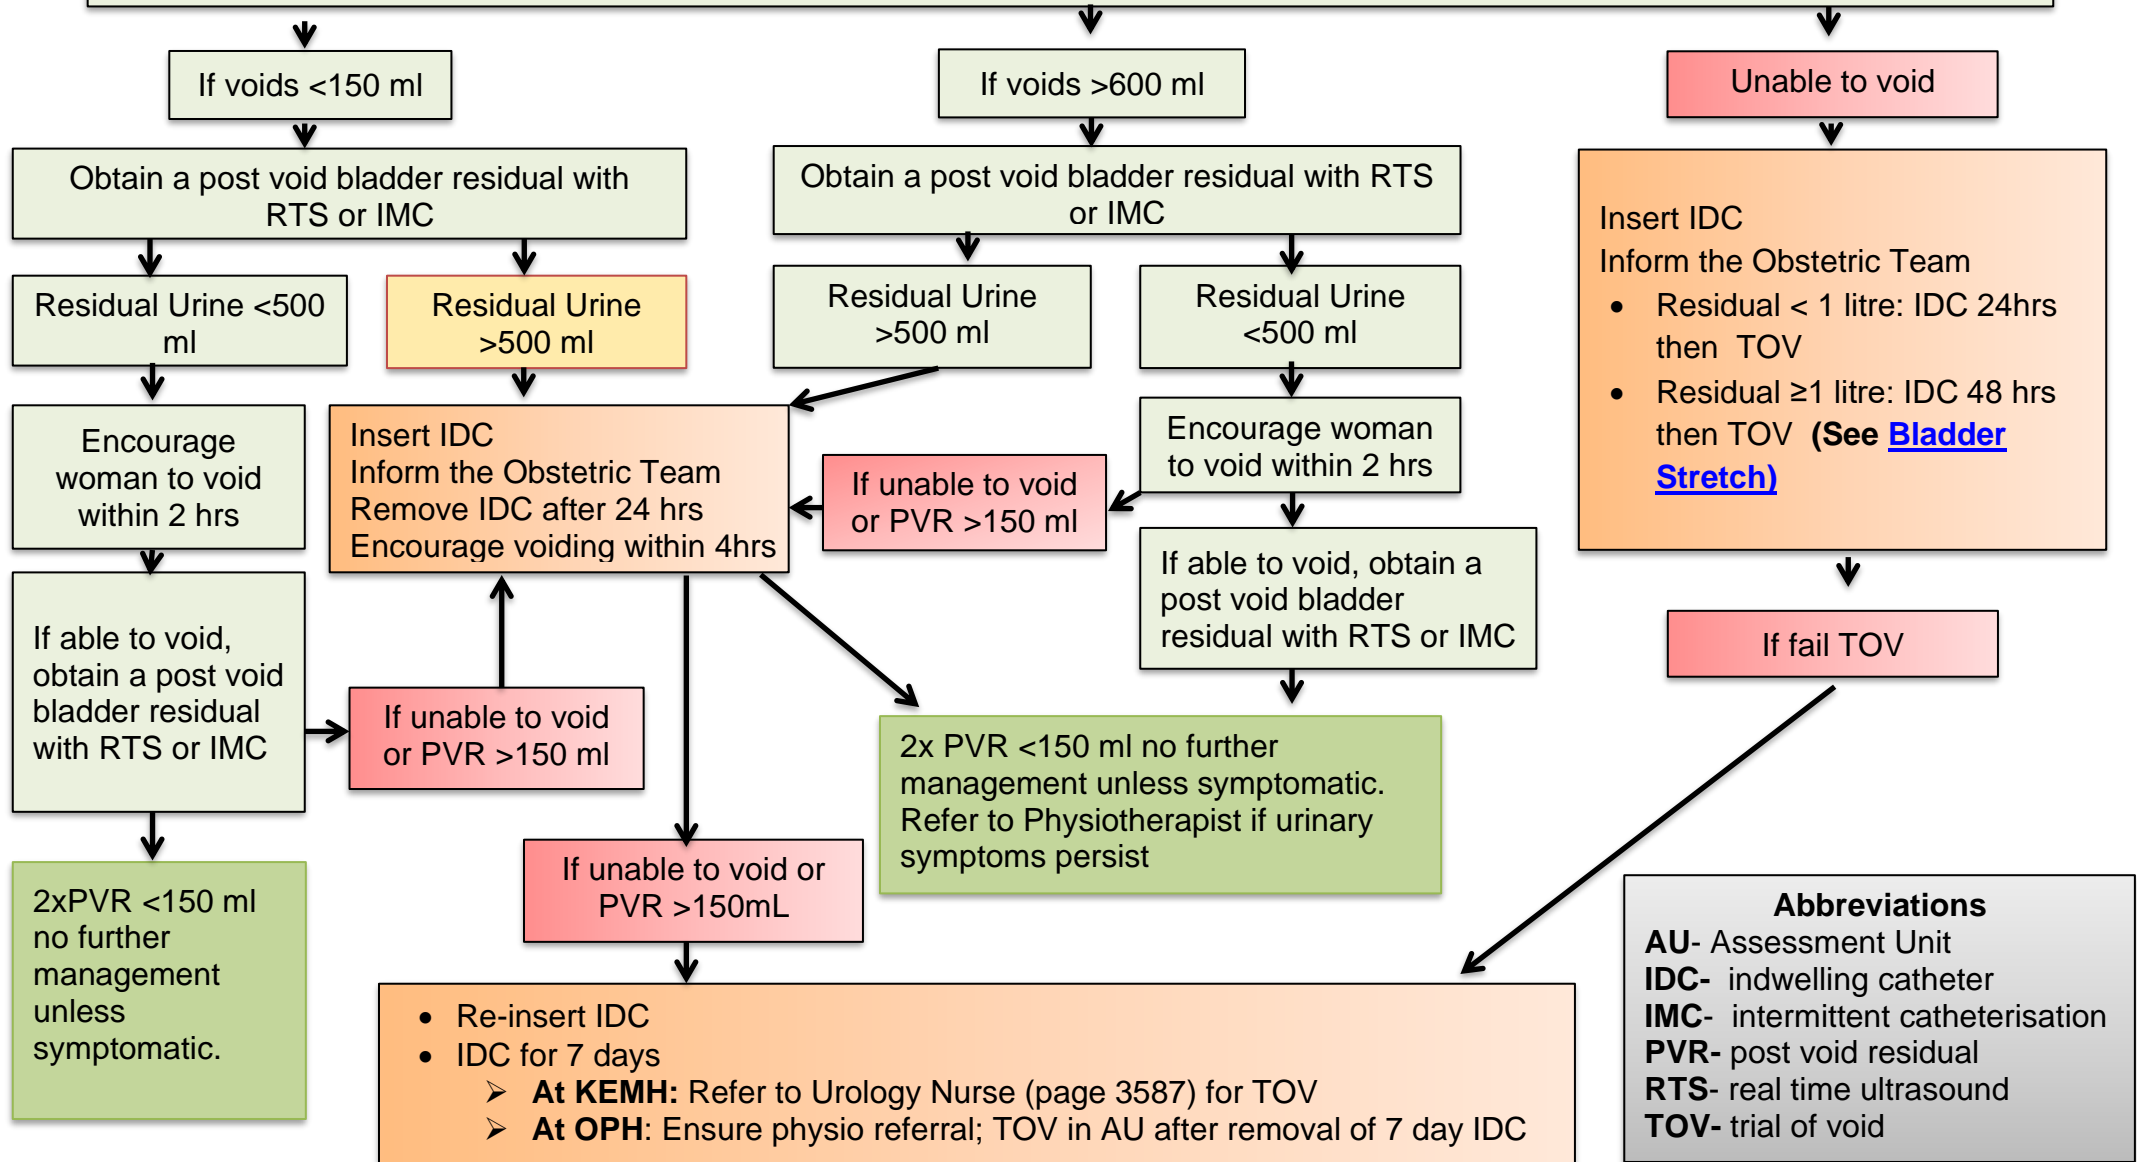 If voids <150 ml
If voids >600 ml
Unable to void
Obtain a post void bladder residual with
RTS or IMC
Obtain a post void bladder residual with RTS
or IMC
Insert IDC
Inform the Obstetric Team
• Residual < 1 litre: IDC 24hrs
then TOV
• Residual ≥1 litre: IDC 48 hrs
then TOV (See Bladder
Stretch)
Residual Urine <500
ml
Residual Urine
>500 ml
Residual Urine
>500 ml
Residual Urine
<500 ml
Encourage
woman to void
within 2 hrs
Insert IDC
Inform the Obstetric Team
Remove IDC after 24 hrs
Encourage voiding within 4hrs
If unable to void
or PVR >150 ml
Encourage woman
to void within 2 hrs
If able to void, obtain a
post void bladder
residual with RTS or IMC
If able to void,
obtain a post void
bladder residual
with RTS or IMC
If unable to void
or PVR >150 ml
If fail TOV
2x PVR <150 ml no further
management unless symptomatic.
Refer to Physiotherapist if urinary
symptoms persist
If unable to void or
PVR >150mL
2xPVR <150 ml
no further
management
unless
symptomatic.
• Re-insert IDC
• IDC for 7 days
➢ At KEMH: Refer to Urology Nurse (page 3587) for TOV
➢ At OPH: Ensure physio referral; TOV in AU after removal of 7 day IDC
Abbreviations
AU- Assessment Unit
IDC- indwelling catheter
IMC- intermittent catheterisation
PVR- post void residual
RTS- real time ultrasound
TOV- trial of void